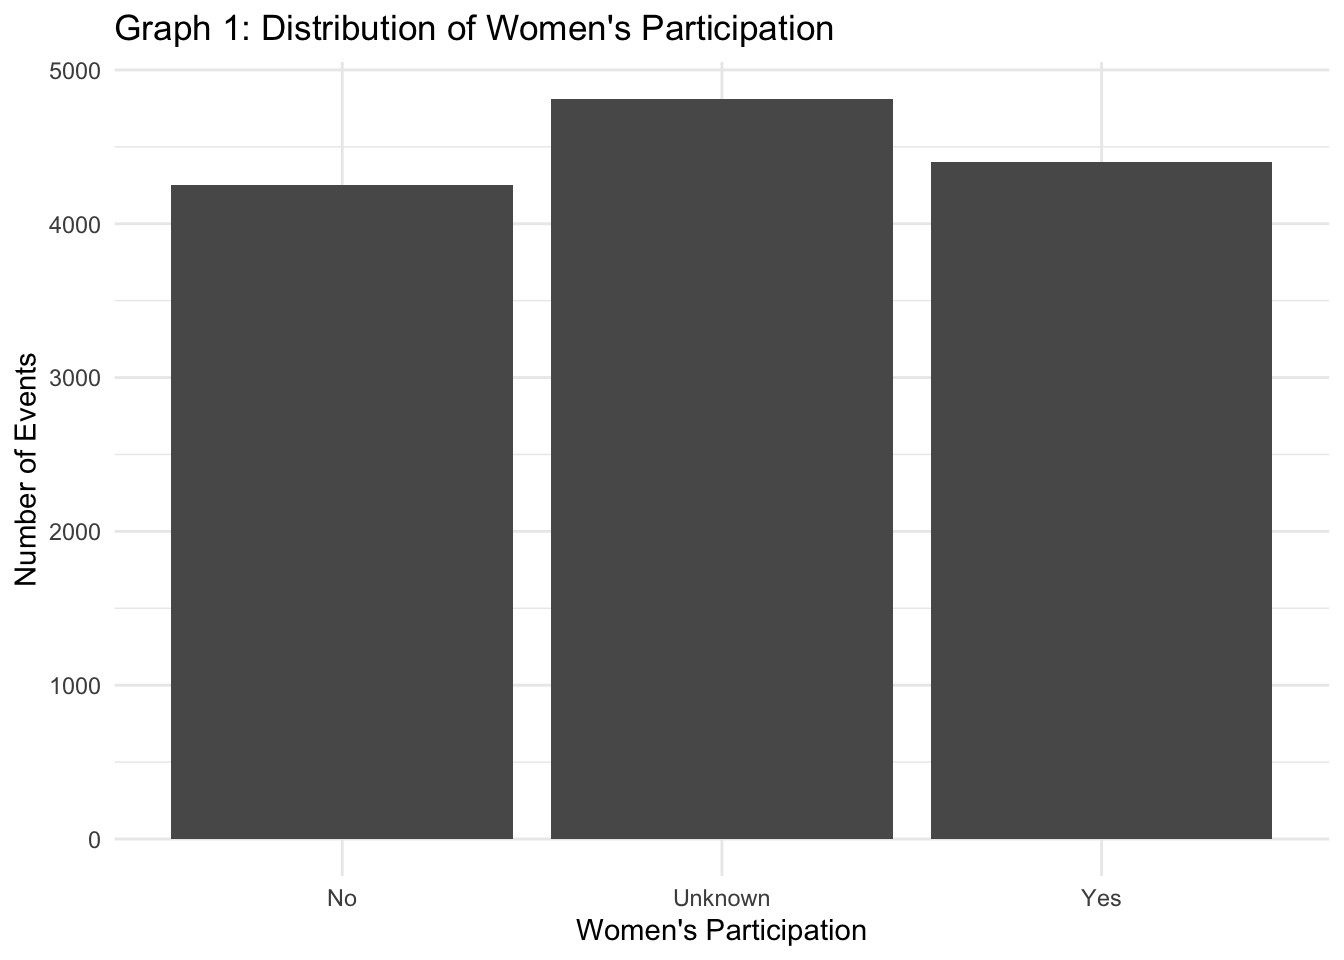 Graph 1: Distribution of Women's Participation
5000
4000
3000
2000
1000
0
Number of Events
No
Unknown
Yes
Women's Participation